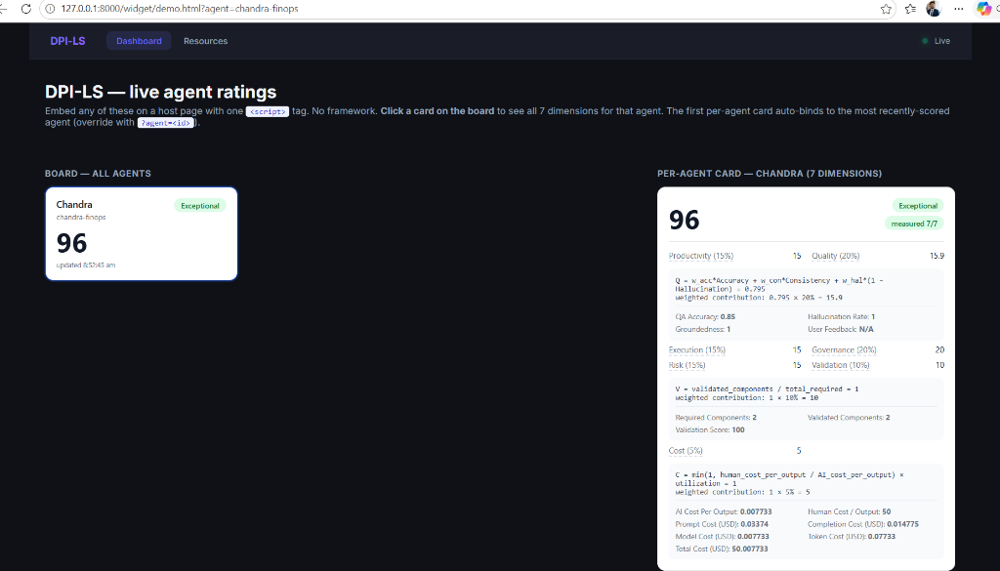 127.0.0.1:8000/widget/demo.html?agent=chandra-finops
DPI-LS Dashboard Resources Live
DPI-LS — live agent ratings
Embed any of these on a host page with one <script> tag. No framework. Click a card on the board to see all 7 dimensions for that agent. The first per-agent card auto-binds to the most recently-scored
agent (override with ?agent=<id>).
BOARD — ALL AGENTS
Chandra Exceptional
chandra-finops
96
updated 8:52:45 am
PER-AGENT CARD — CHANDRA (7 DIMENSIONS)
96 Exceptional
measured 7/7
Productivity (15%) 15 Quality (20%) 15.9
Q = w_acc*Accuracy + w_con*Consistency + w_hal*(1 −
Hallucination) = 0.795
weighted contribution: 0.795 × 20% = 15.9
QA Accuracy: 0.85 Hallucination Rate: 1
Groundedness: 1 User Feedback: N/A
Execution (15%) 15 Governance (20%) 20
Risk (15%) 15 Validation (10%) 10
V = validated_components / total_required = 1
weighted contribution: 1 × 10% = 10
Required Components: 2 Validated Components: 2
Validation Score: 100
Cost (5%) 5
C = min(1, human_cost_per_output / AI_cost_per_output) ×
utilization = 1
weighted contribution: 1 × 5% = 5
AI Cost Per Output: 0.007733 Human Cost / Output: 50
Prompt Cost (USD): 0.03374 Completion Cost (USD): 0.014775
Model Cost (USD): 0.007733 Token Cost (USD): 0.07733
Total Cost (USD): 50.007733